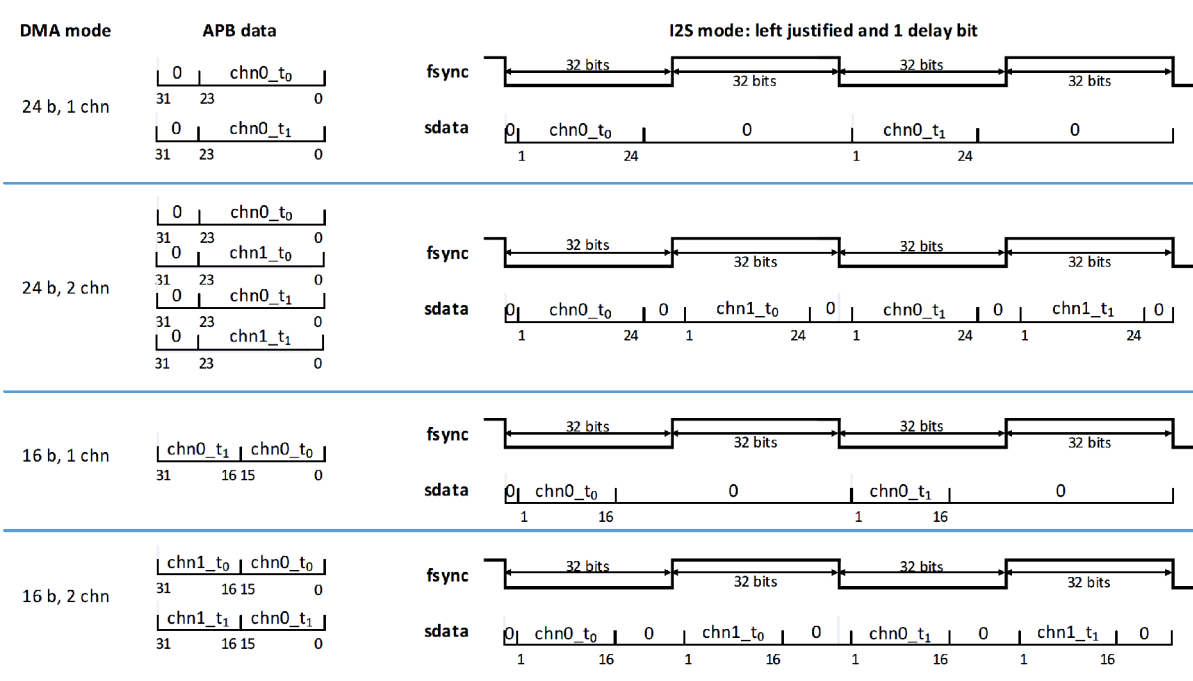 DMA mode APB data I2S mode: left justified and 1 delay bit
0 chn0_t₀ fsync 32 bits 32 bits 32 bits 32 bits
31 23 0
24 b, 1 chn
0 chn0_t₁ sdata 0 chn0_t₀ 0 chn0_t₁ 0
31 23 0 1 24 1 24
0 chn0_t₀
31 23 0
0 chn1_t₀ fsync 32 bits 32 bits 32 bits 32 bits
31 23 0
24 b, 2 chn
0 chn0_t₁ sdata 0 chn0_t₀ 0 chn1_t₀ 0 chn0_t₁ 0 chn1_t₁ 0
31 23 0 1 24 1 24 1 24 1 24
0 chn1_t₁
31 23 0
fsync 32 bits 32 bits 32 bits 32 bits
16 b, 1 chn chn0_t₁ chn0_t₀
31 16 15 0
sdata 0 chn0_t₀ 0 chn0_t₁ 0
1 16 1 16
chn1_t₀ chn0_t₀ fsync 32 bits 32 bits 32 bits 32 bits
31 16 15 0
16 b, 2 chn
chn1_t₁ chn0_t₁ sdata 0 chn0_t₀ 0 chn1_t₀ 0 chn0_t₁ 0 chn1_t₁ 0
31 16 15 0 1 16 1 16 1 16 1 16